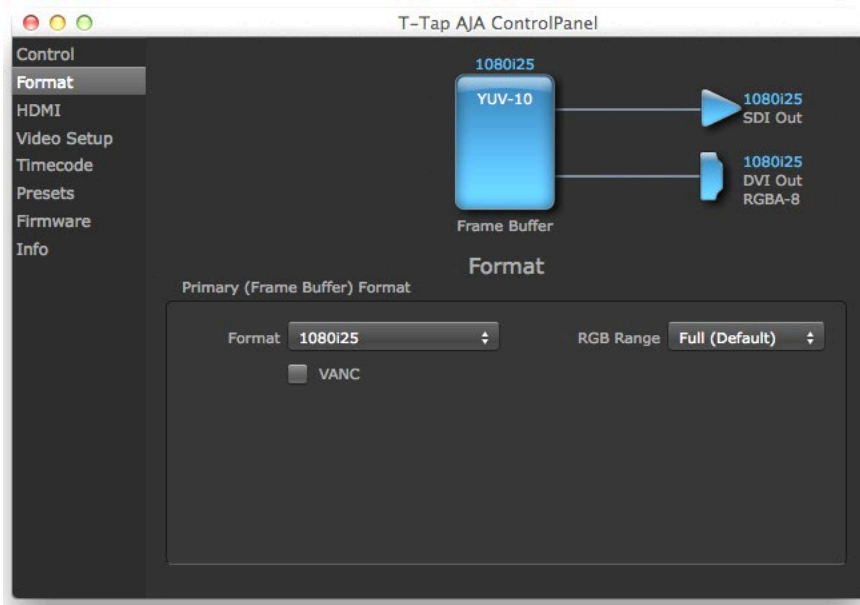 T-Tap AJA ControlPanel
Control
Format
HDMI
Video Setup
Timecode
Presets
Firmware
Info
1080i25
YUV-10
Frame Buffer
1080i25
SDI Out
1080i25
DVI Out
RGBA-8
Format
Primary (Frame Buffer) Format
Format 1080i25
RGB Range Full (Default)
VANC